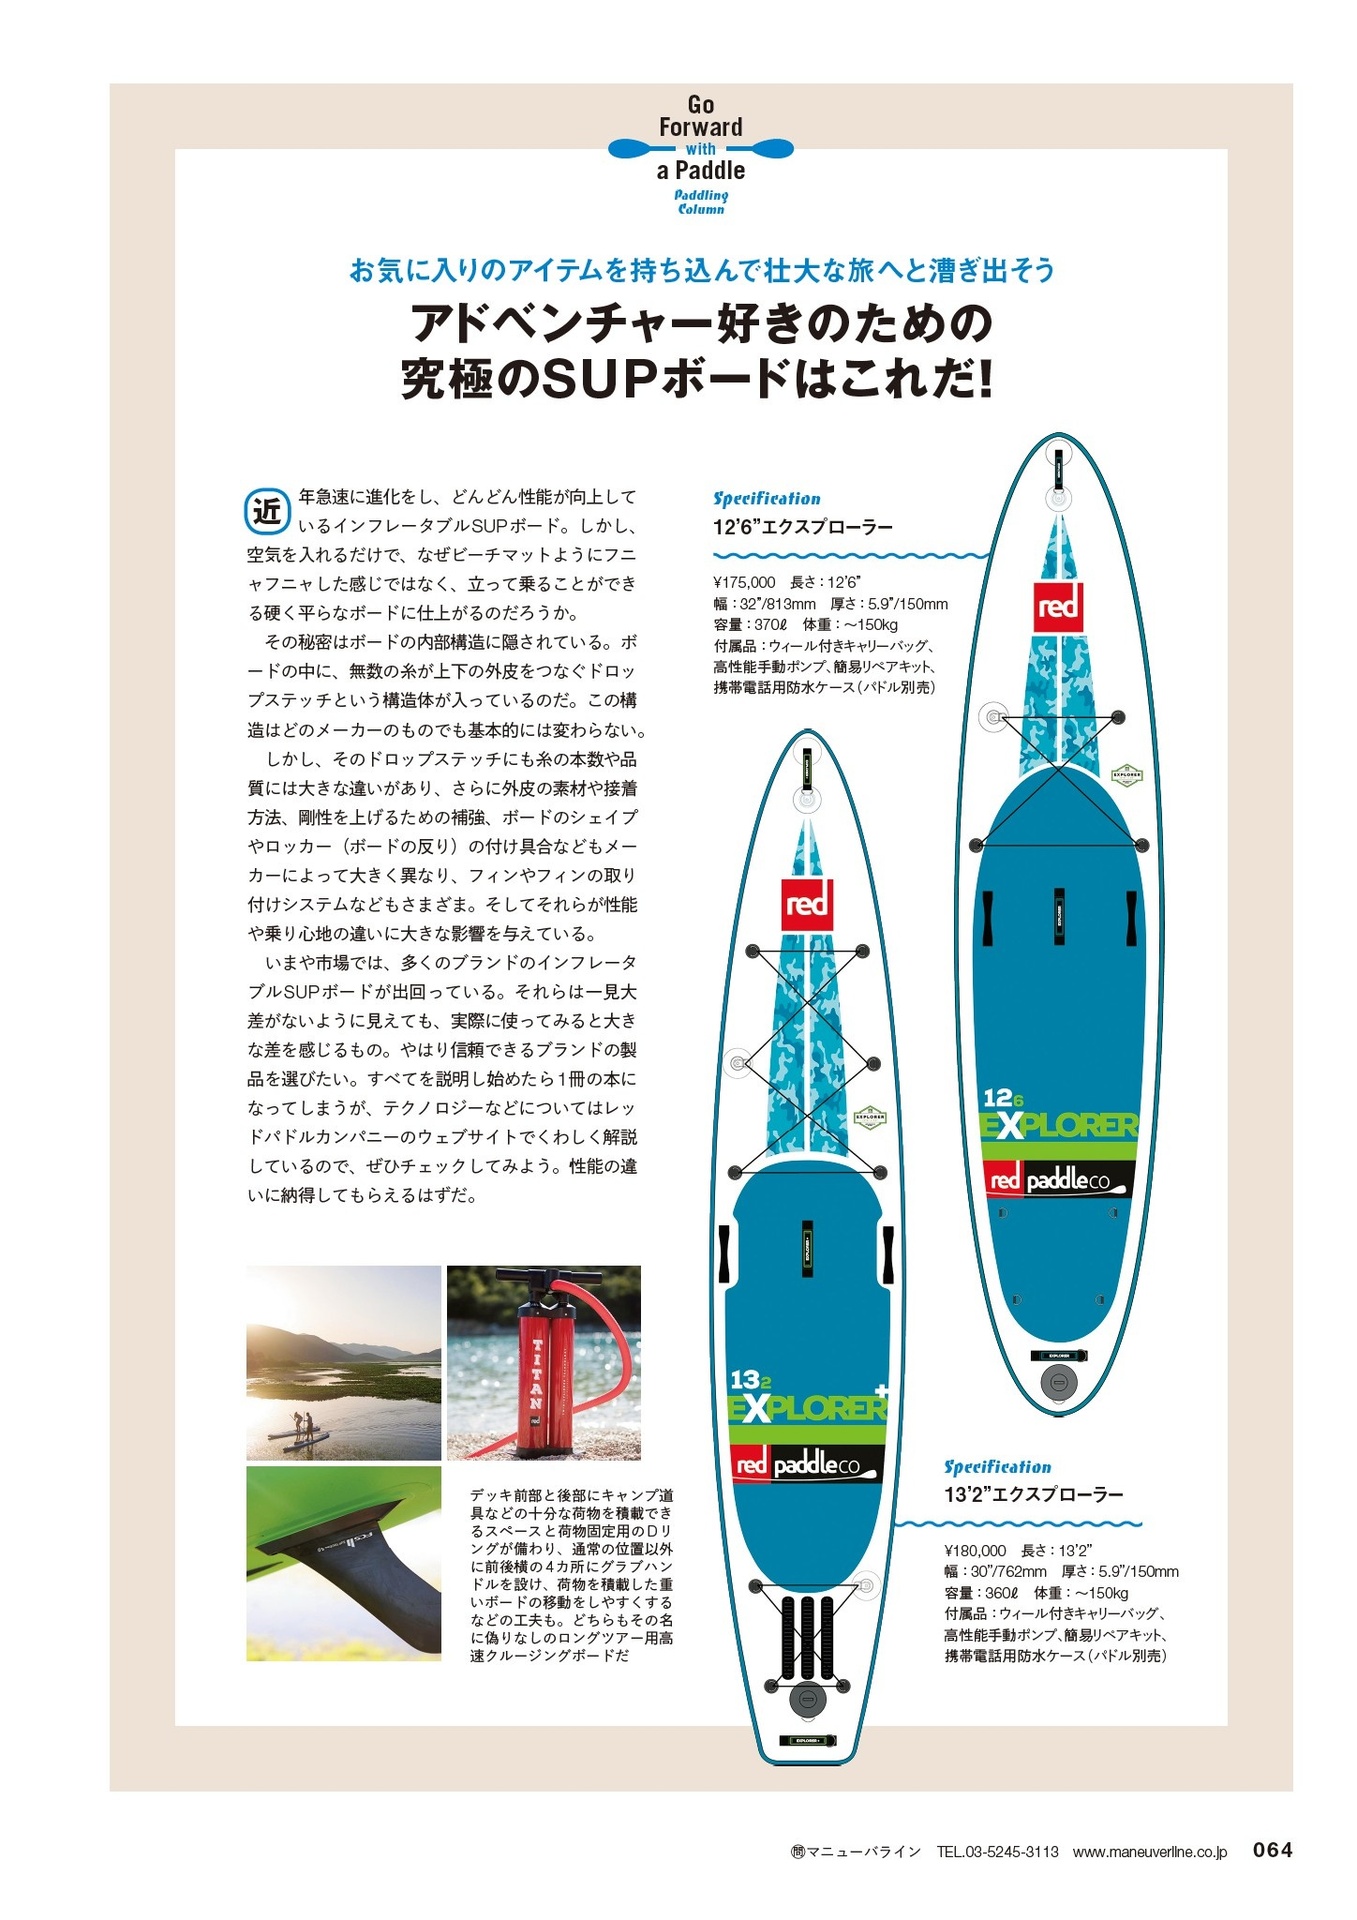 Go
Forward
with
a Paddle
Paddling
Column
お気に入りのアイテムを持ち込んで壮大な旅へと漕ぎ出そう
アドベンチャー好きのための
究極のSUPボードはこれだ!
近年急速に進化をし、どんどん性能が向上して
いるインフレータブルSUPボード。しかし、
空気を入れるだけで、なぜビーチマットようにフニ
ャフニャした感じではなく、立って乗ることができ
る硬く平らなボードに仕上がるのだろうか。
その秘密はボードの内部構造に隠されている。ボ
ードの中に、無数の糸が上下の外皮をつなぐドロッ
プステッチという構造体が入っているのだ。この構
造はどのメーカーのものでも基本的には変わらない。
しかし、そのドロップステッチにも糸の本数や品
質には大きな違いがあり、さらに外皮の素材や接着
方法、剛性を上げるための補強、ボードのシェイプ
やロッカー（ボードの反り）の付け具合などもメー
カーによって大きく異なり、フィンやフィンの取り
付けシステムなどもさまざま。そしてそれらが性能
や乗り心地の違いに大きな影響を与えている。
いまや市場では、多くのブランドのインフレータ
ブルSUPボードが出回っている。それらは一見大
差がないように見えても、実際に使ってみると大き
な差を感じるもの。やはり信頼できるブランドの製
品を選びたい。すべてを説明し始めたら1冊の本に
なってしまうが、テクノロジーなどについてはレッ
ドパドルカンパニーのウェブサイトでくわしく解説
しているので、ぜひチェックしてみよう。性能の違
いに納得してもらえるはずだ。
Specification
12’6”エクスプローラー
¥175,000　長さ：12’6”
幅：32”/813mm　厚さ：5.9”/150mm
容量：370ℓ　体重：〜150kg
付属品：ウィール付きキャリーバッグ、
高性能手動ポンプ、簡易リペアキット、
携帯電話用防水ケース（パドル別売）
red
EXPLORER
126
EXPLORER
red paddleco
EXPLORER
red
EXPLORER
132
EXPLORER+
red paddleco
EXPLORER+
TITAN
red
FCSII
デッキ前部と後部にキャンプ道
具などの十分な荷物を積載でき
るスペースと荷物固定用のDリ
ングが備わり、通常の位置以外
に前後横の4カ所にグラブハン
ドルを設け、荷物を積載した重
いボードの移動をしやすくする
などの工夫も。どちらもその名
に偽りなしのロングツアー用高
速クルージングボードだ
Specification
13’2”エクスプローラー
¥180,000　長さ：13’2”
幅：30”/762mm　厚さ：5.9”/150mm
容量：360ℓ　体重：〜150kg
付属品：ウィール付きキャリーバッグ、
高性能手動ポンプ、簡易リペアキット、
携帯電話用防水ケース（パドル別売）
㉄マニューバライン　TEL.03-5245-3113　www.maneuverline.co.jp　064